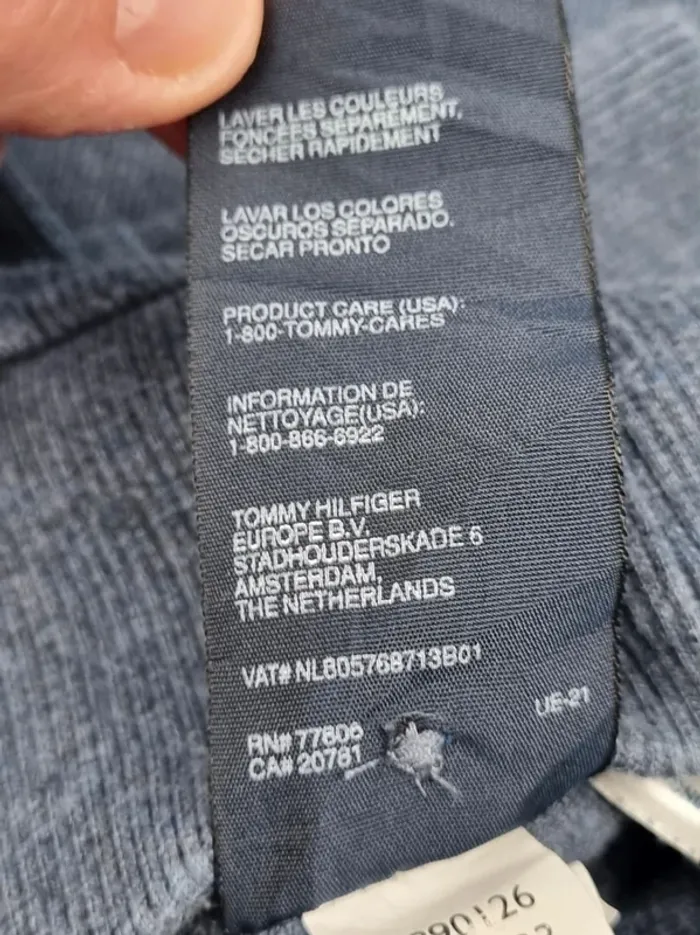 LAVER LES COULEURS
FONCÉES SÉPARÉMENT,
SÉCHER RAPIDEMENT
LAVAR LOS COLORES
OSCUROS SEPARADO.
SECAR PRONTO
PRODUCT CARE (USA):
1-800-TOMMY-CARES
INFORMATION DE
NETTOYAGE(USA):
1-800-866-6922
TOMMY HILFIGER
EUROPE B.V.
STADHOUDERSKADE 6
AMSTERDAM,
THE NETHERLANDS
VAT# NL805768713B01
UE-21
RN# 77806
CA# 20781